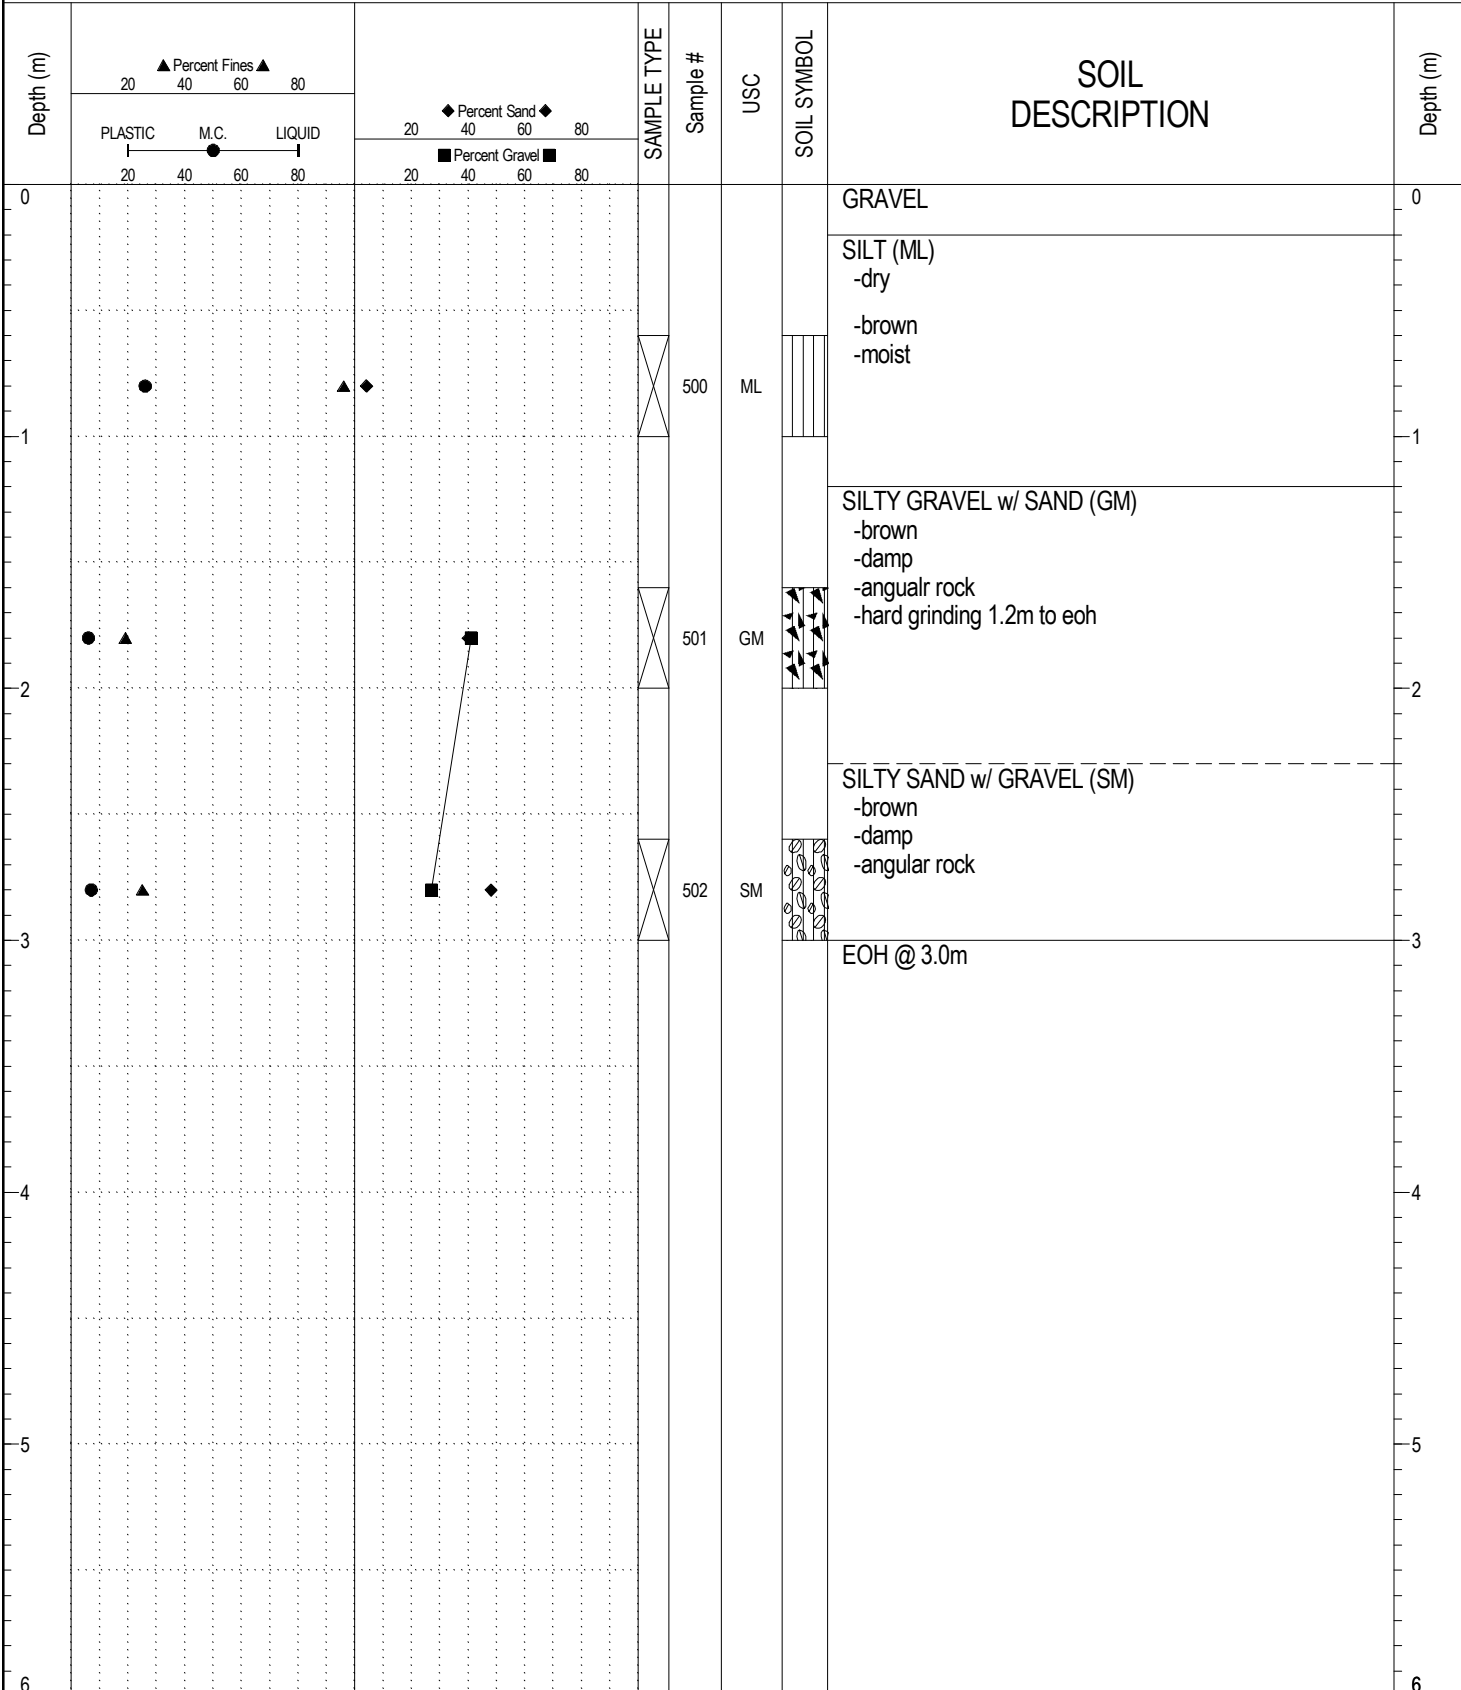 Depth (m)
▲ Percent Fines ▲
20 40 60 80
PLASTIC M.C. LIQUID
20 40 60 80
◆ Percent Sand ◆
20 40 60 80
■ Percent Gravel ■
20 40 60 80
SAMPLE TYPE
Sample #
USC
SOIL SYMBOL
SOIL
DESCRIPTION
Depth (m)
0 GRAVEL 0
SILT (ML)
-dry
-brown
-moist
500 ML
1 1
SILTY GRAVEL w/ SAND (GM)
-brown
-damp
-angualr rock
-hard grinding 1.2m to eoh
501 GM
2 2
SILTY SAND w/ GRAVEL (SM)
-brown
-damp
-angular rock
502 SM
3 3
EOH @ 3.0m
4 4
5 5
6 6